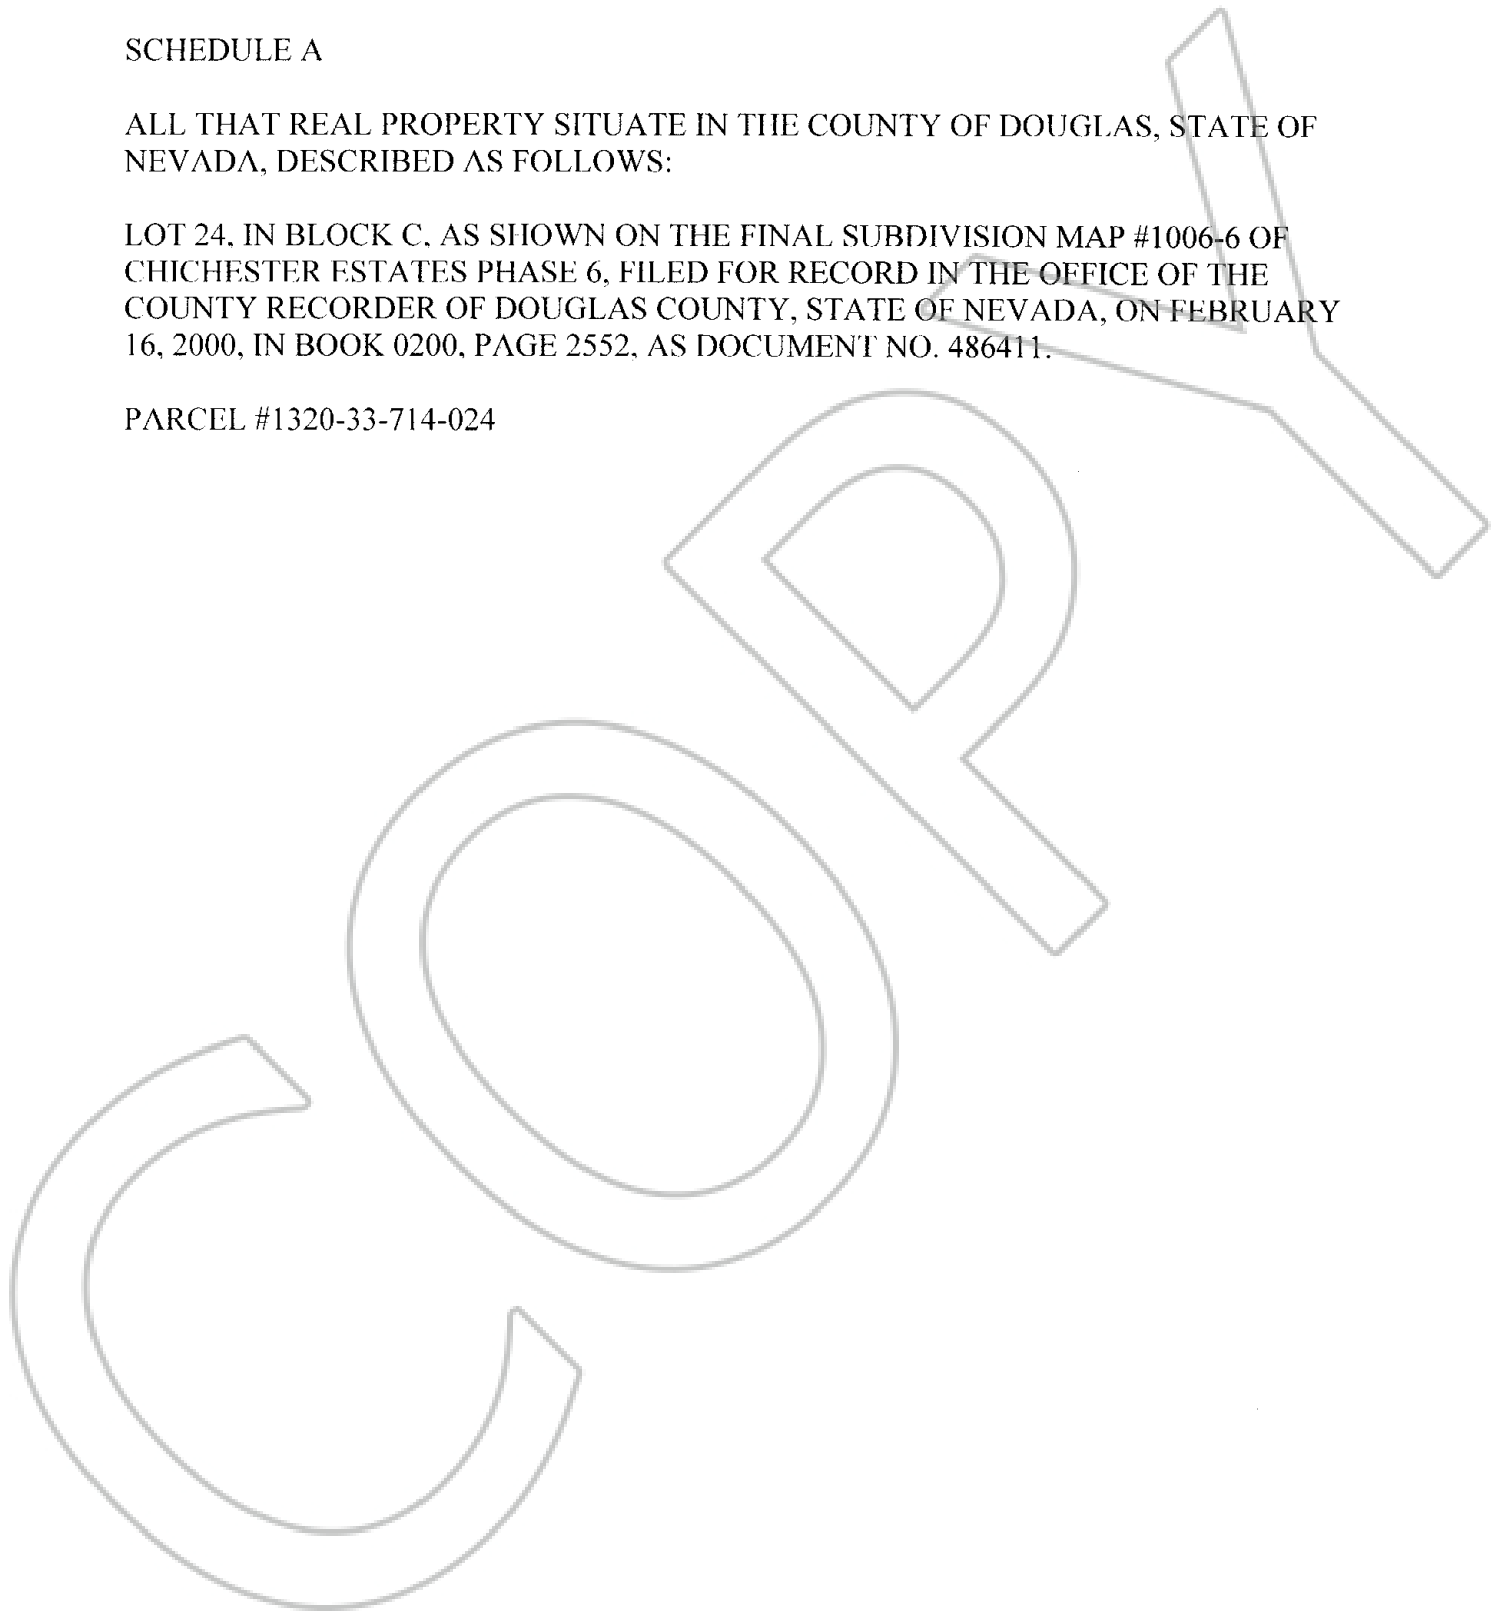 SCHEDULE A
ALL THAT REAL PROPERTY SITUATE IN THE COUNTY OF DOUGLAS, STATE OF
NEVADA, DESCRIBED AS FOLLOWS:
LOT 24, IN BLOCK C, AS SHOWN ON THE FINAL SUBDIVISION MAP #1006-6 OF
CHICHESTER ESTATES PHASE 6, FILED FOR RECORD IN THE OFFICE OF THE
COUNTY RECORDER OF DOUGLAS COUNTY, STATE OF NEVADA, ON FEBRUARY
16, 2000, IN BOOK 0200, PAGE 2552, AS DOCUMENT NO. 486411.
PARCEL #1320-33-714-024
COPY